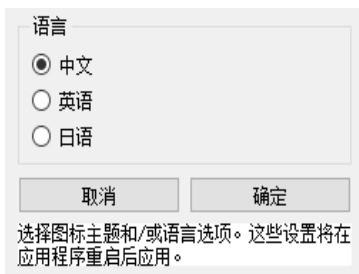 语言
中文
英语
日语
取消 确定
选择图标主题和/或语言选项。这些设置将在
应用程序重启后应用。